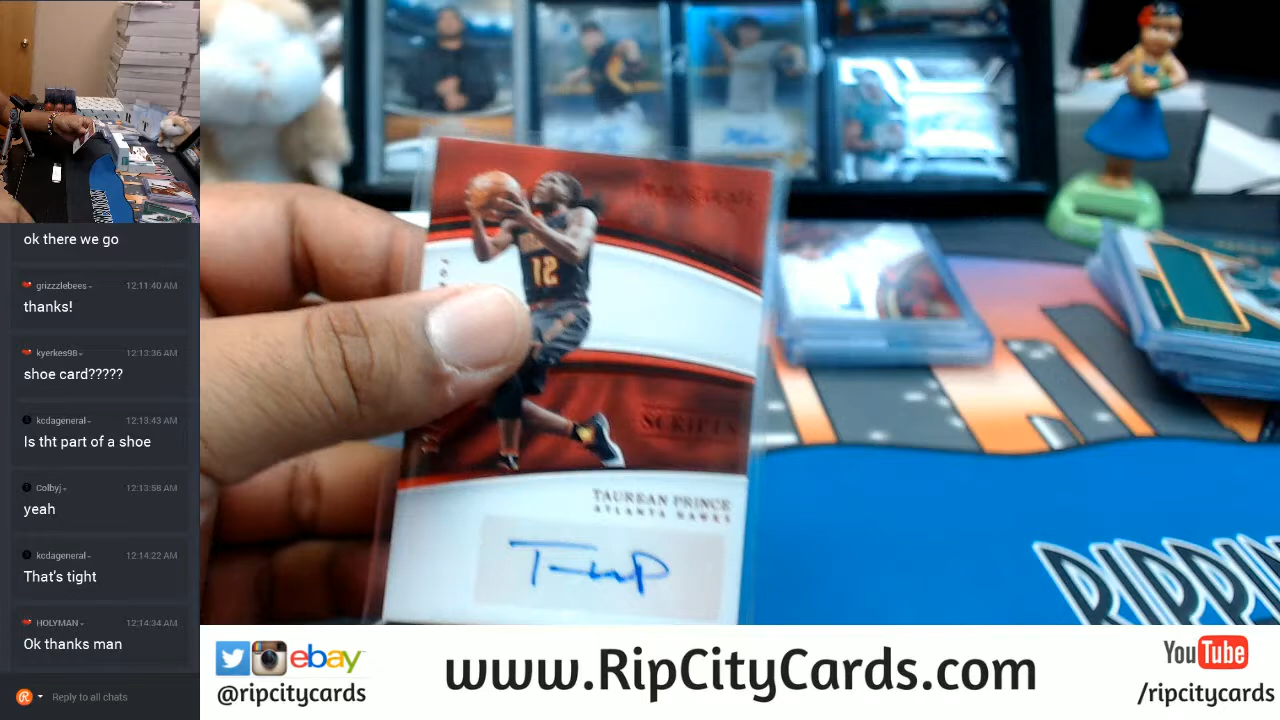 ok there we go
grizzzlebees 12:11:40 AM
thanks!
kyerkes98 12:13:36 AM
shoe card?????
kcdageneral 12:13:43 AM
Is tht part of a shoe
Colbyj 12:13:58 AM
yeah
kcdageneral 12:14:22 AM
That's tight
HOLYMAN 12:14:34 AM
Ok thanks man
Reply to all chats
12
SCRIPTS
TAUREAN PRINCE
ATLANTA HAWKS
ebay
@ripcitycards
www.RipCityCards.com
YouTube
/ripcitycards